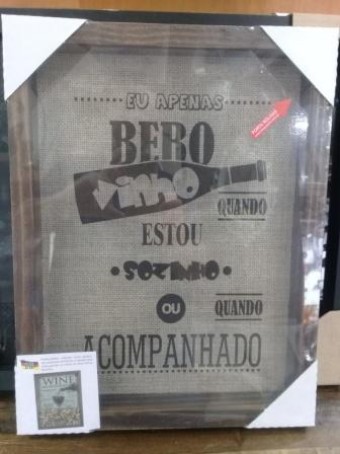 EU APENAS
BEBO
vinho
QUANDO
ESTOU
SOZINHO
OU
QUANDO
ACOMPANHADO
WINE